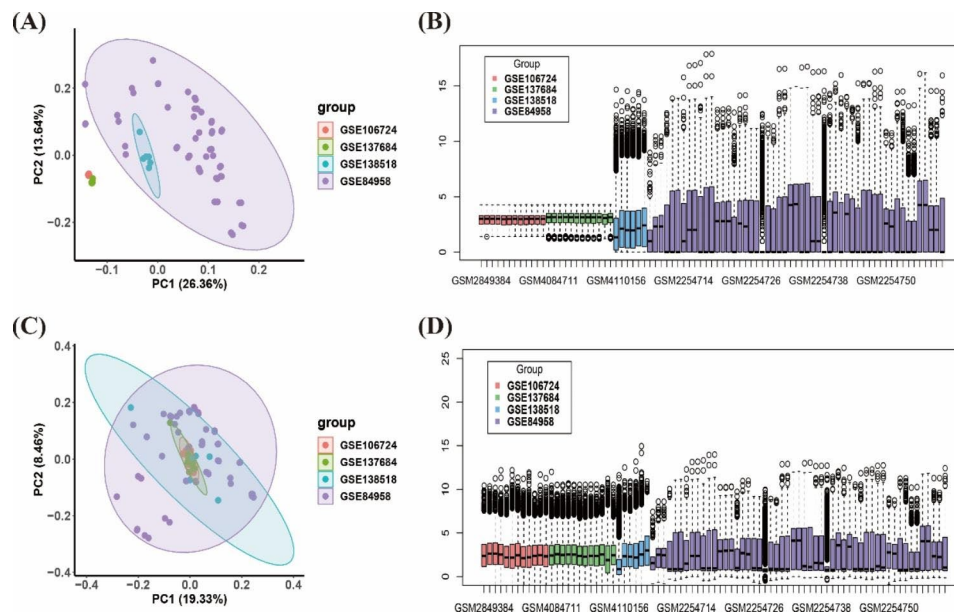 (A)
0.2
0.0
−0.2
PC2 (13.64%)
−0.1
0.0
0.1
0.2
PC1 (26.36%)
group
GSE106724
GSE137684
GSE138518
GSE84958
(B)
15
10
5
0
Group
GSE106724
GSE137684
GSE138518
GSE84958
GSM2849384
GSM4084711
GSM4110156
GSM2254714
GSM2254726
GSM2254738
GSM2254750
(C)
0.4
0.2
0.0
−0.2
−0.4
PC2 (8.46%)
−0.4
−0.2
0.0
0.2
0.4
PC1 (19.33%)
group
GSE106724
GSE137684
GSE138518
GSE84958
(D)
25
20
15
10
5
0
Group
GSE106724
GSE137684
GSE138518
GSE84958
GSM2849384
GSM4084711
GSM4110156
GSM2254714
GSM2254726
GSM2254738
GSM2254750